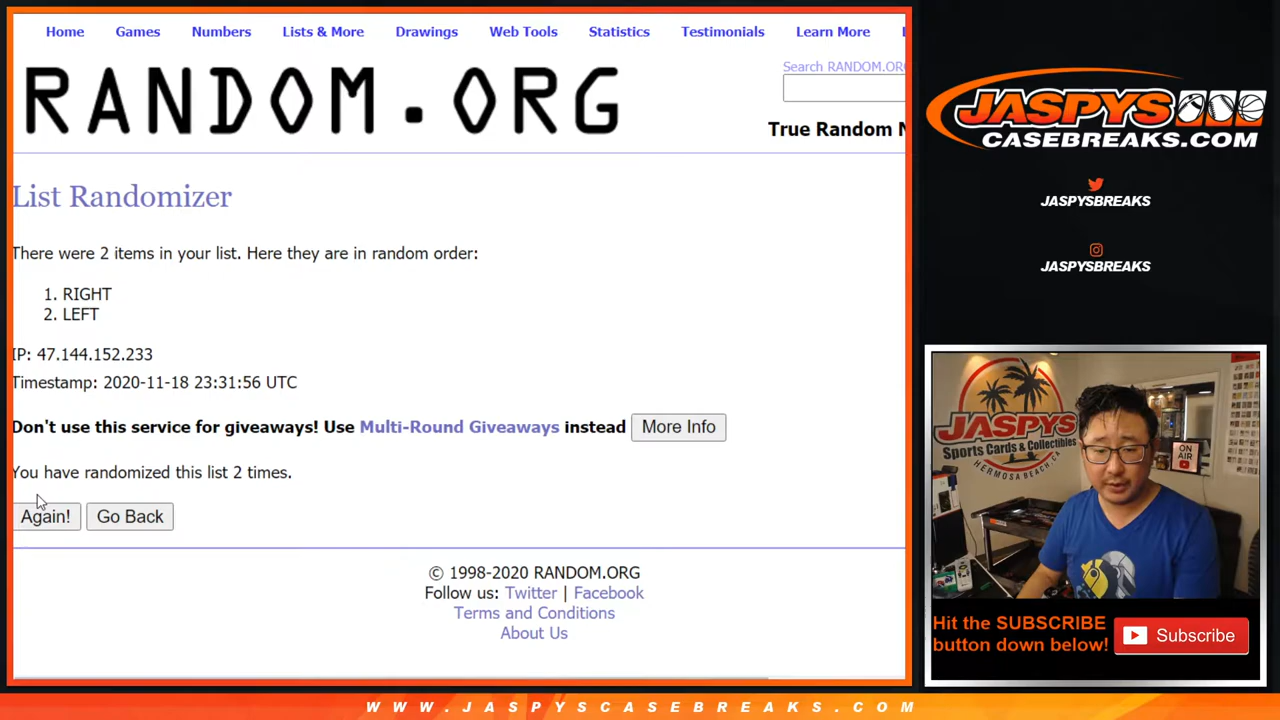 Home Games Numbers Lists & More Drawings Web Tools Statistics Testimonials Learn More
RANDOM.ORG
Search RANDOM.ORG
True Random N
List Randomizer
There were 2 items in your list. Here they are in random order:
1. RIGHT
2. LEFT
IP: 47.144.152.233
Timestamp: 2020-11-18 23:31:56 UTC
Don't use this service for giveaways! Use Multi-Round Giveaways instead More Info
You have randomized this list 2 times.
Again! Go Back
© 1998-2020 RANDOM.ORG
Follow us: Twitter | Facebook
Terms and Conditions
About Us
JASPYS
CASEBREAKS.COM
JASPYSBREAKS
JASPYSBREAKS
JASPYS
Sports Cards & Collectibles
HERMOSA BEACH, CA
ON AIR
Hit the SUBSCRIBE
button down below!
Subscribe
WWW.JASPYSCASEBREAKS.COM